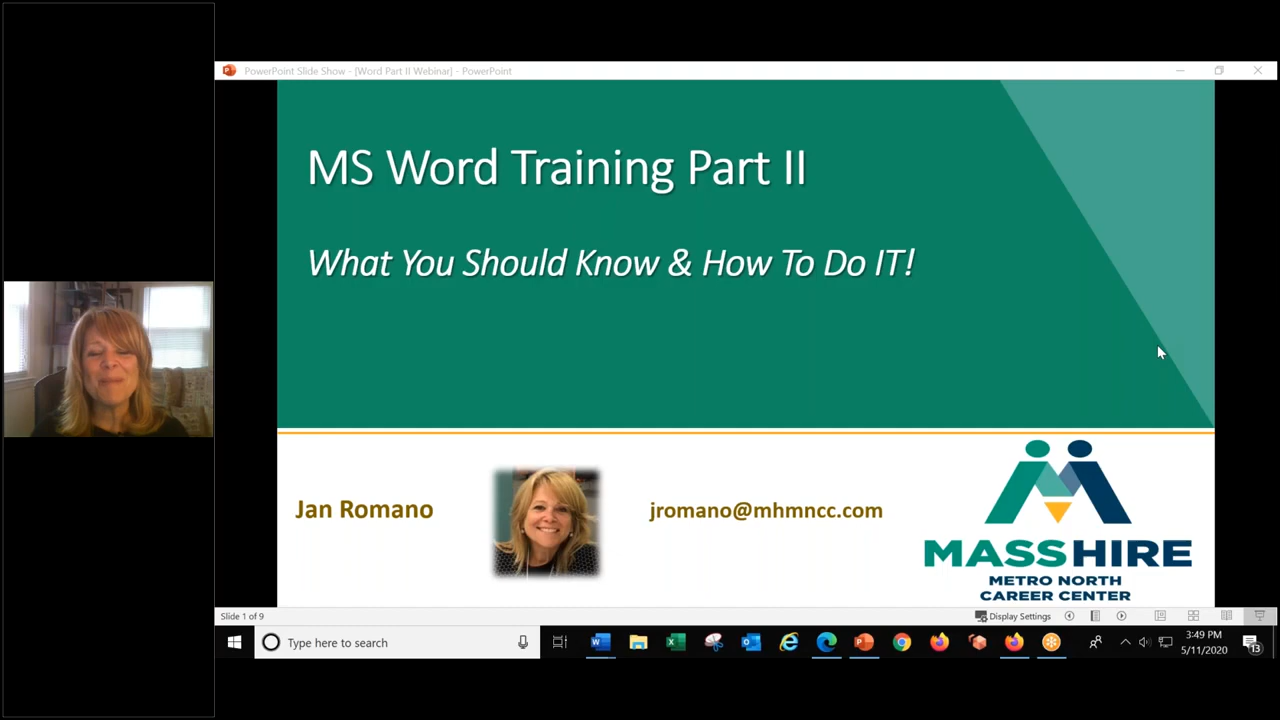 PowerPoint Slide Show - [Word Part II Webinar] - PowerPoint
MS Word Training Part II
What You Should Know & How To Do IT!
Jan Romano
jromano@mhmncc.com
MASSHIRE
METRO NORTH
CAREER CENTER
Slide 1 of 9
Display Settings
Type here to search
3:49 PM
5/11/2020
13